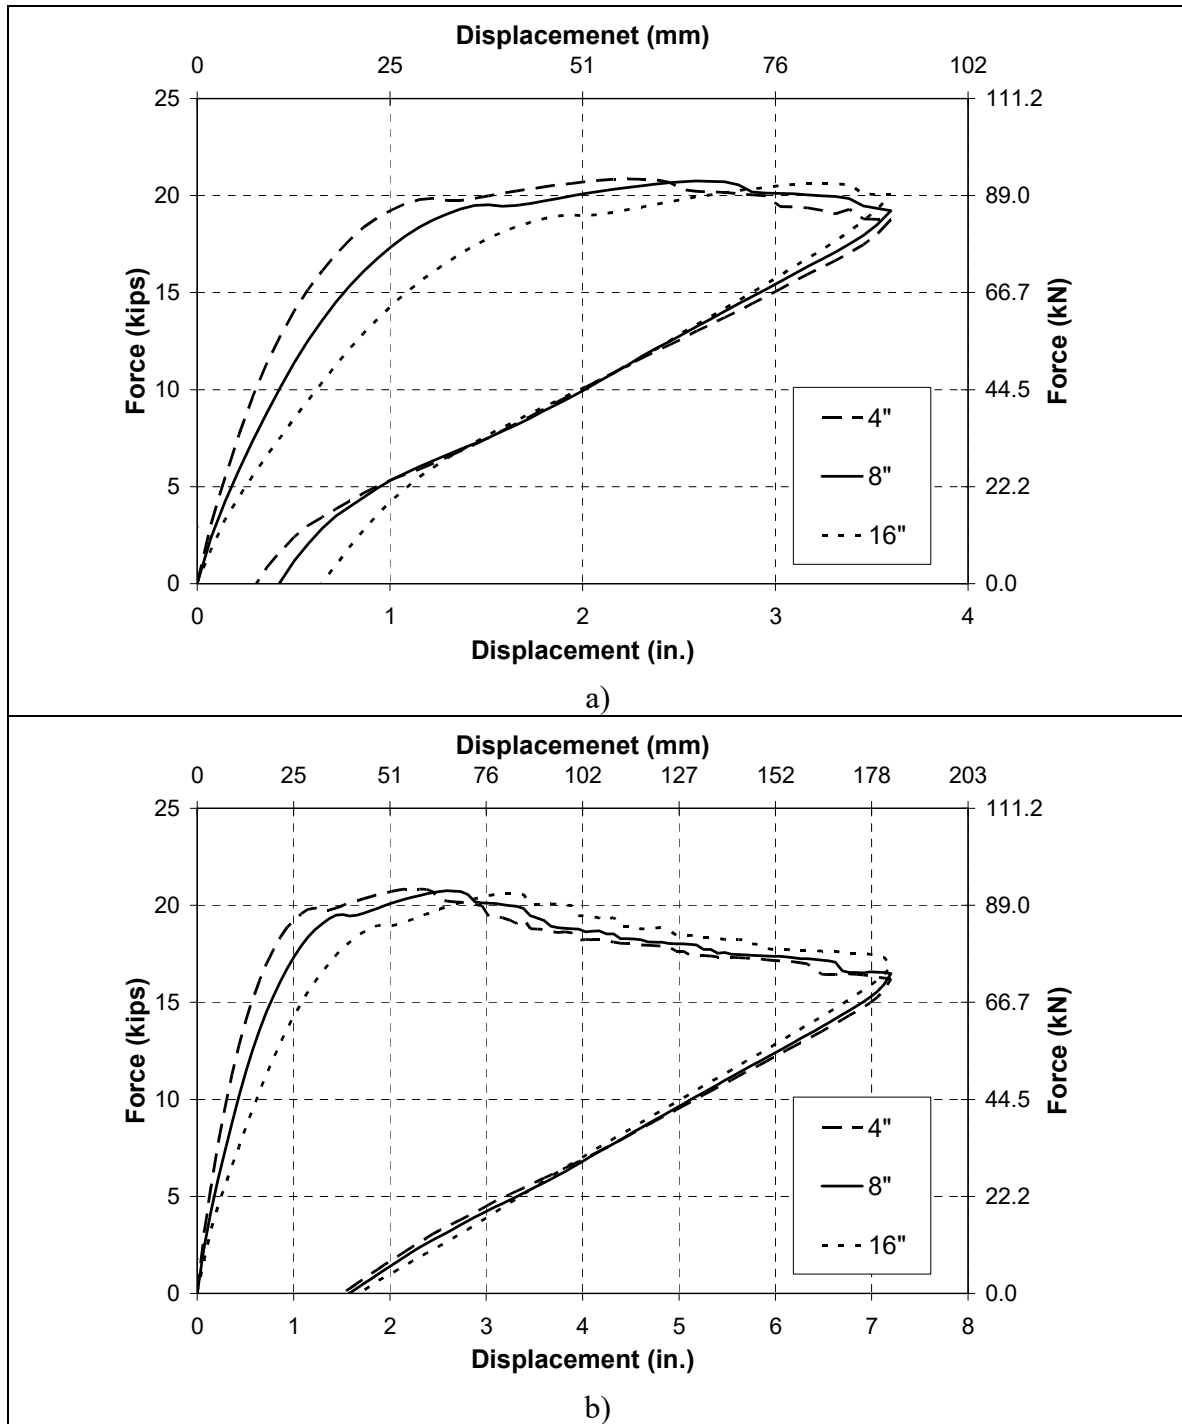 Displacemenet (mm)
0 25 51 76 102
25 111.2
20 89.0
15 66.7
10 44.5
5 22.2
0 0.0
Force (kips)
Force (kN)
4"
8"
16"
0 1 2 3 4
Displacement (in.)
a)
Displacemenet (mm)
0 25 51 76 102 127 152 178 203
25 111.2
20 89.0
15 66.7
10 44.5
5 22.2
0 0.0
Force (kips)
Force (kN)
4"
8"
16"
0 1 2 3 4 5 6 7 8
Displacement (in.)
b)